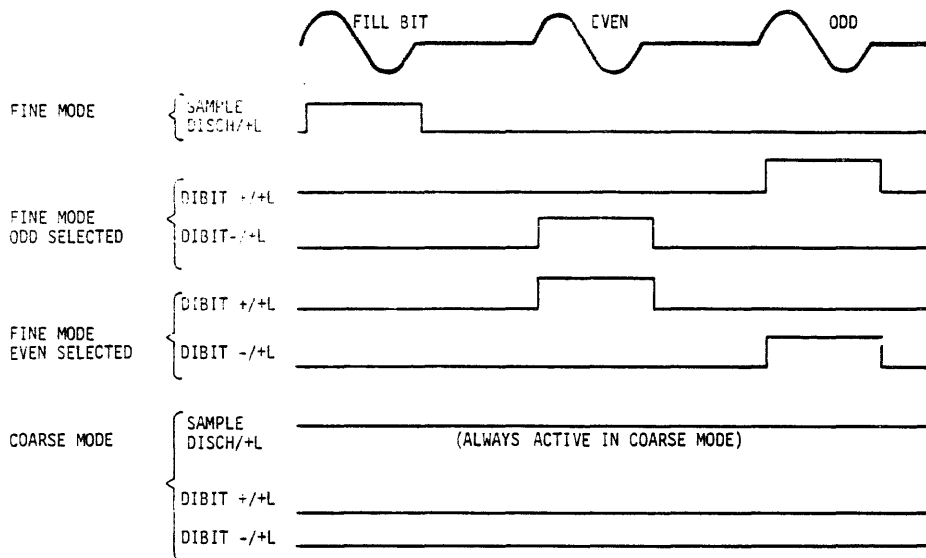 FILL BIT EVEN ODD
FINE MODE
SAMPLE
DISCH/+L
DIBIT +/+L
FINE MODE
ODD SELECTED
DIBIT-/+L
DIBIT +/+L
FINE MODE
EVEN SELECTED
DIBIT -/+L
COARSE MODE
SAMPLE
DISCH/+L
(ALWAYS ACTIVE IN COARSE MODE)
DIBIT +/+L
DIBIT -/+L